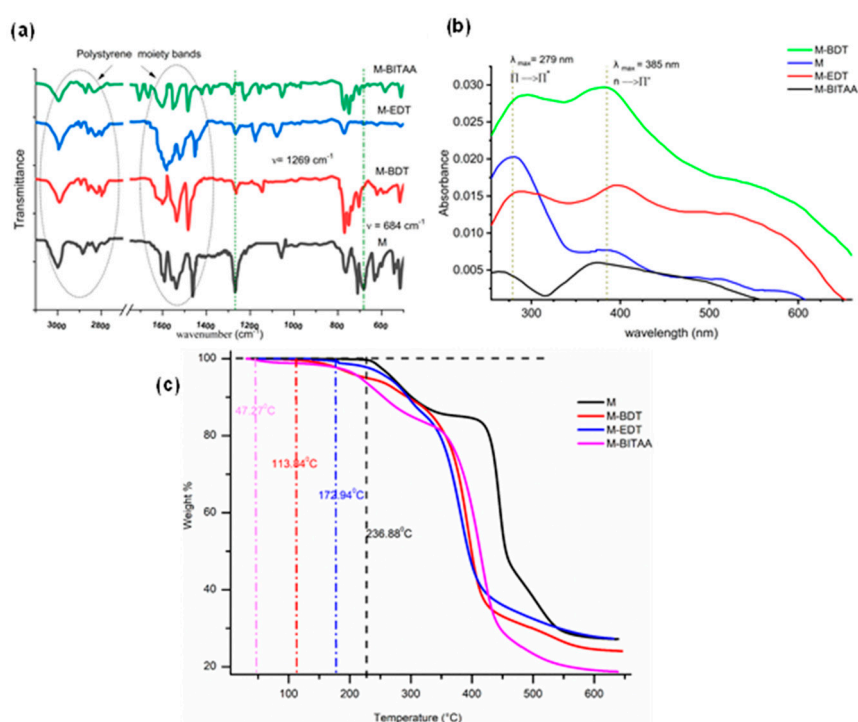 (a)
Polystyrene moiety bands
M-BITAA
M-EDT
ν= 1269 cm-1
M-BDT
ν = 684 cm-1
M
Transmittance
3000 2800 1600 1400 1200 1000 800 600
wavenumber (cm-1)
(b)
λ max = 279 nm
∏ —>∏*
λ max = 385 nm
n —>∏*
M-BDT
M
M-EDT
M-BITAA
Absorbance
0.030
0.025
0.020
0.015
0.010
0.005
300 400 500 600
wavelength (nm)
(c)
M
M-BDT
M-EDT
M-BITAA
47.27°C
113.84°C
172.94°C
236.88°C
Weight %
100
80
60
40
20
100 200 300 400 500 600
Temperature (°C)